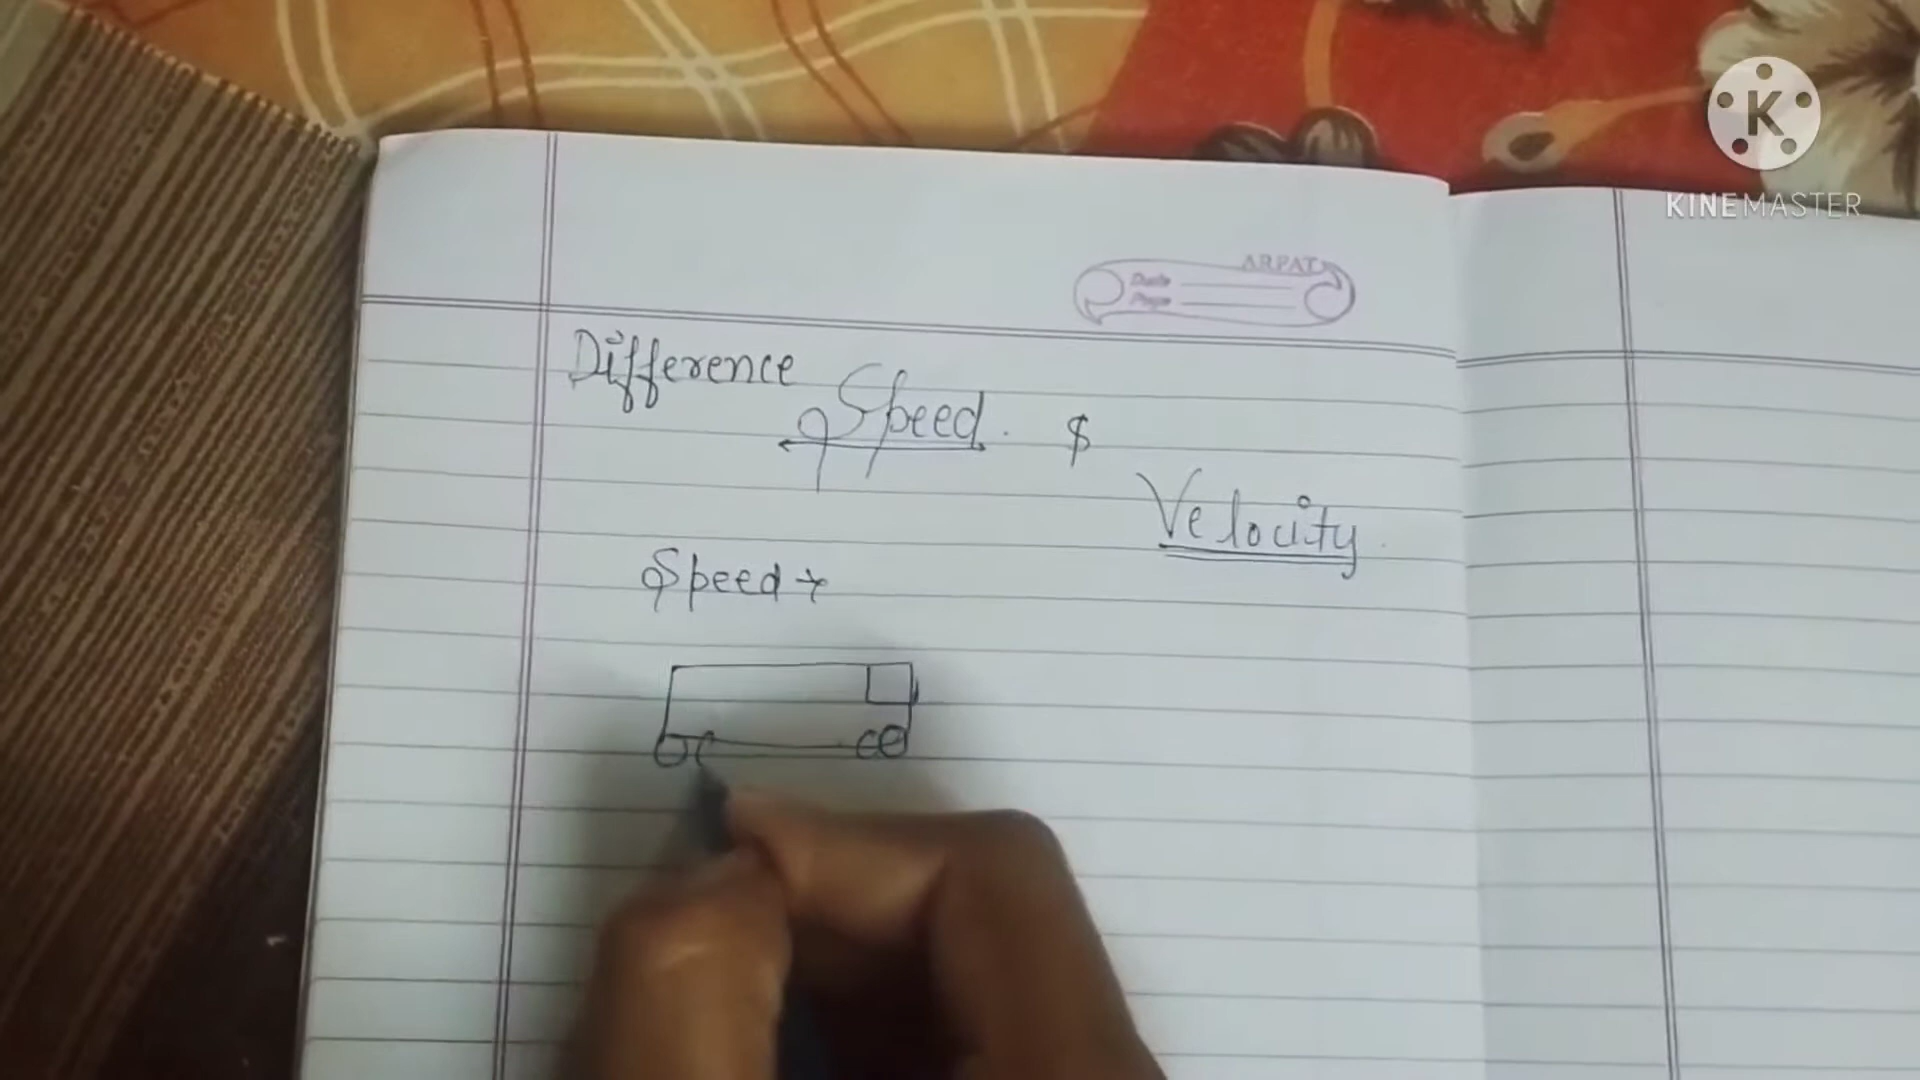 KINEMASTER
ARPAT
Date
Page
Difference
Speed. $
Velocity.
Speed →